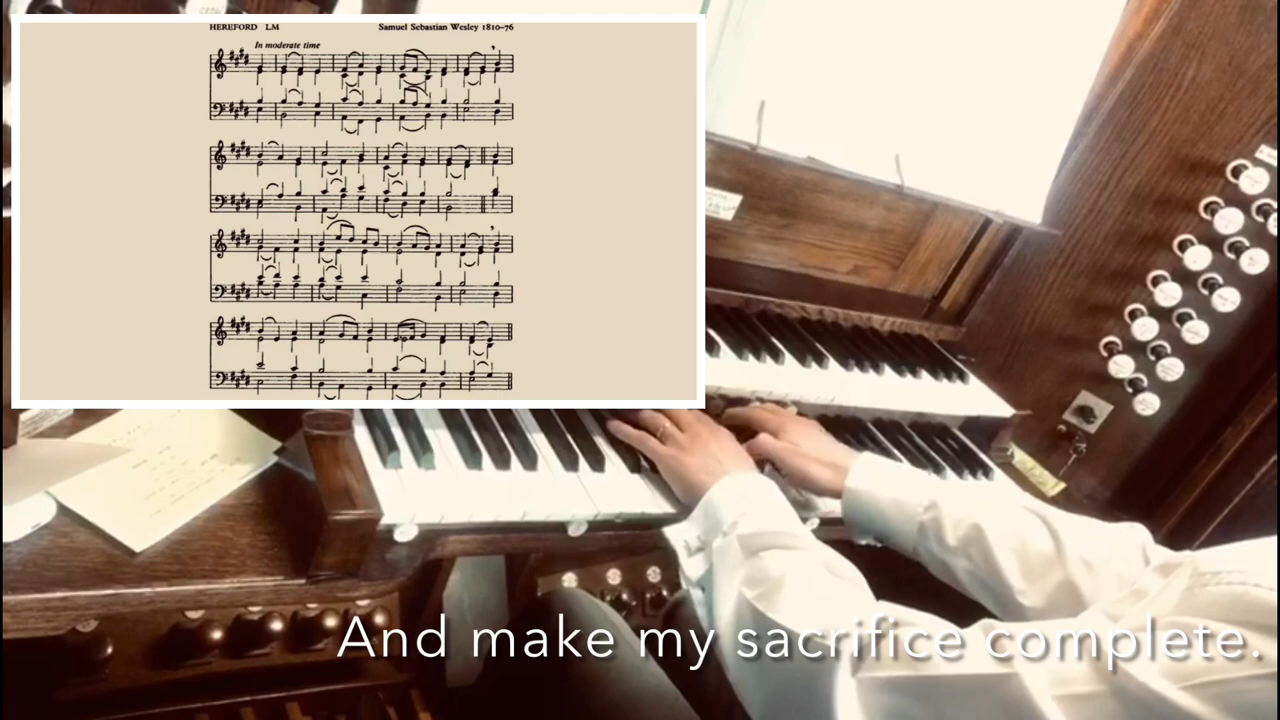 HEREFORD LM Samuel Sebastian Wesley 1810–76
In moderate time
And make my sacrifice complete.